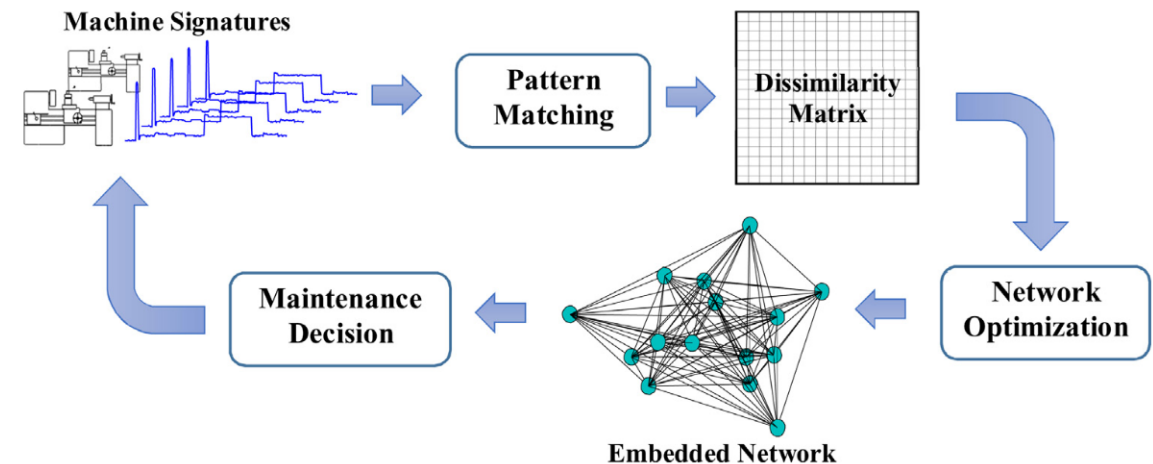 Machine Signatures
Pattern
Matching
Dissimilarity
Matrix
Network
Optimization
Embedded Network
Maintenance
Decision